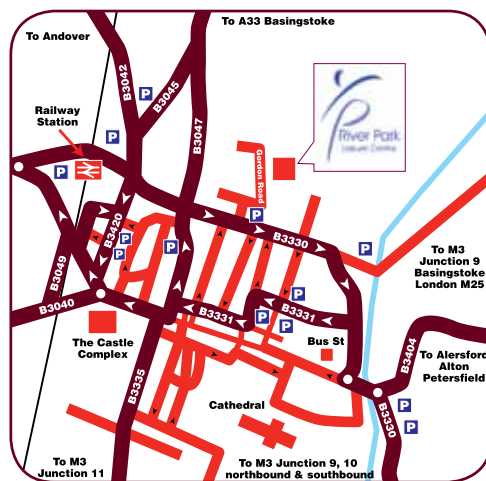 To A33 Basingstoke
To Andover
B3042
B3045
B3047
P
Railway
Station
P
P
River Park
Leisure Centre
Gordon Road
P
B3330
P
B3420
P
P
P
B3049
To M3
Junction 9
Basingstoke
London M25
B3040
P
B3331
P
P
B3331
The Castle
Complex
Bus St
B3404
To Alersford
Alton
Petersfield
B3335
Cathedral
B3330
P
P
To M3
Junction 11
To M3 Junction 9, 10
northbound & southbound